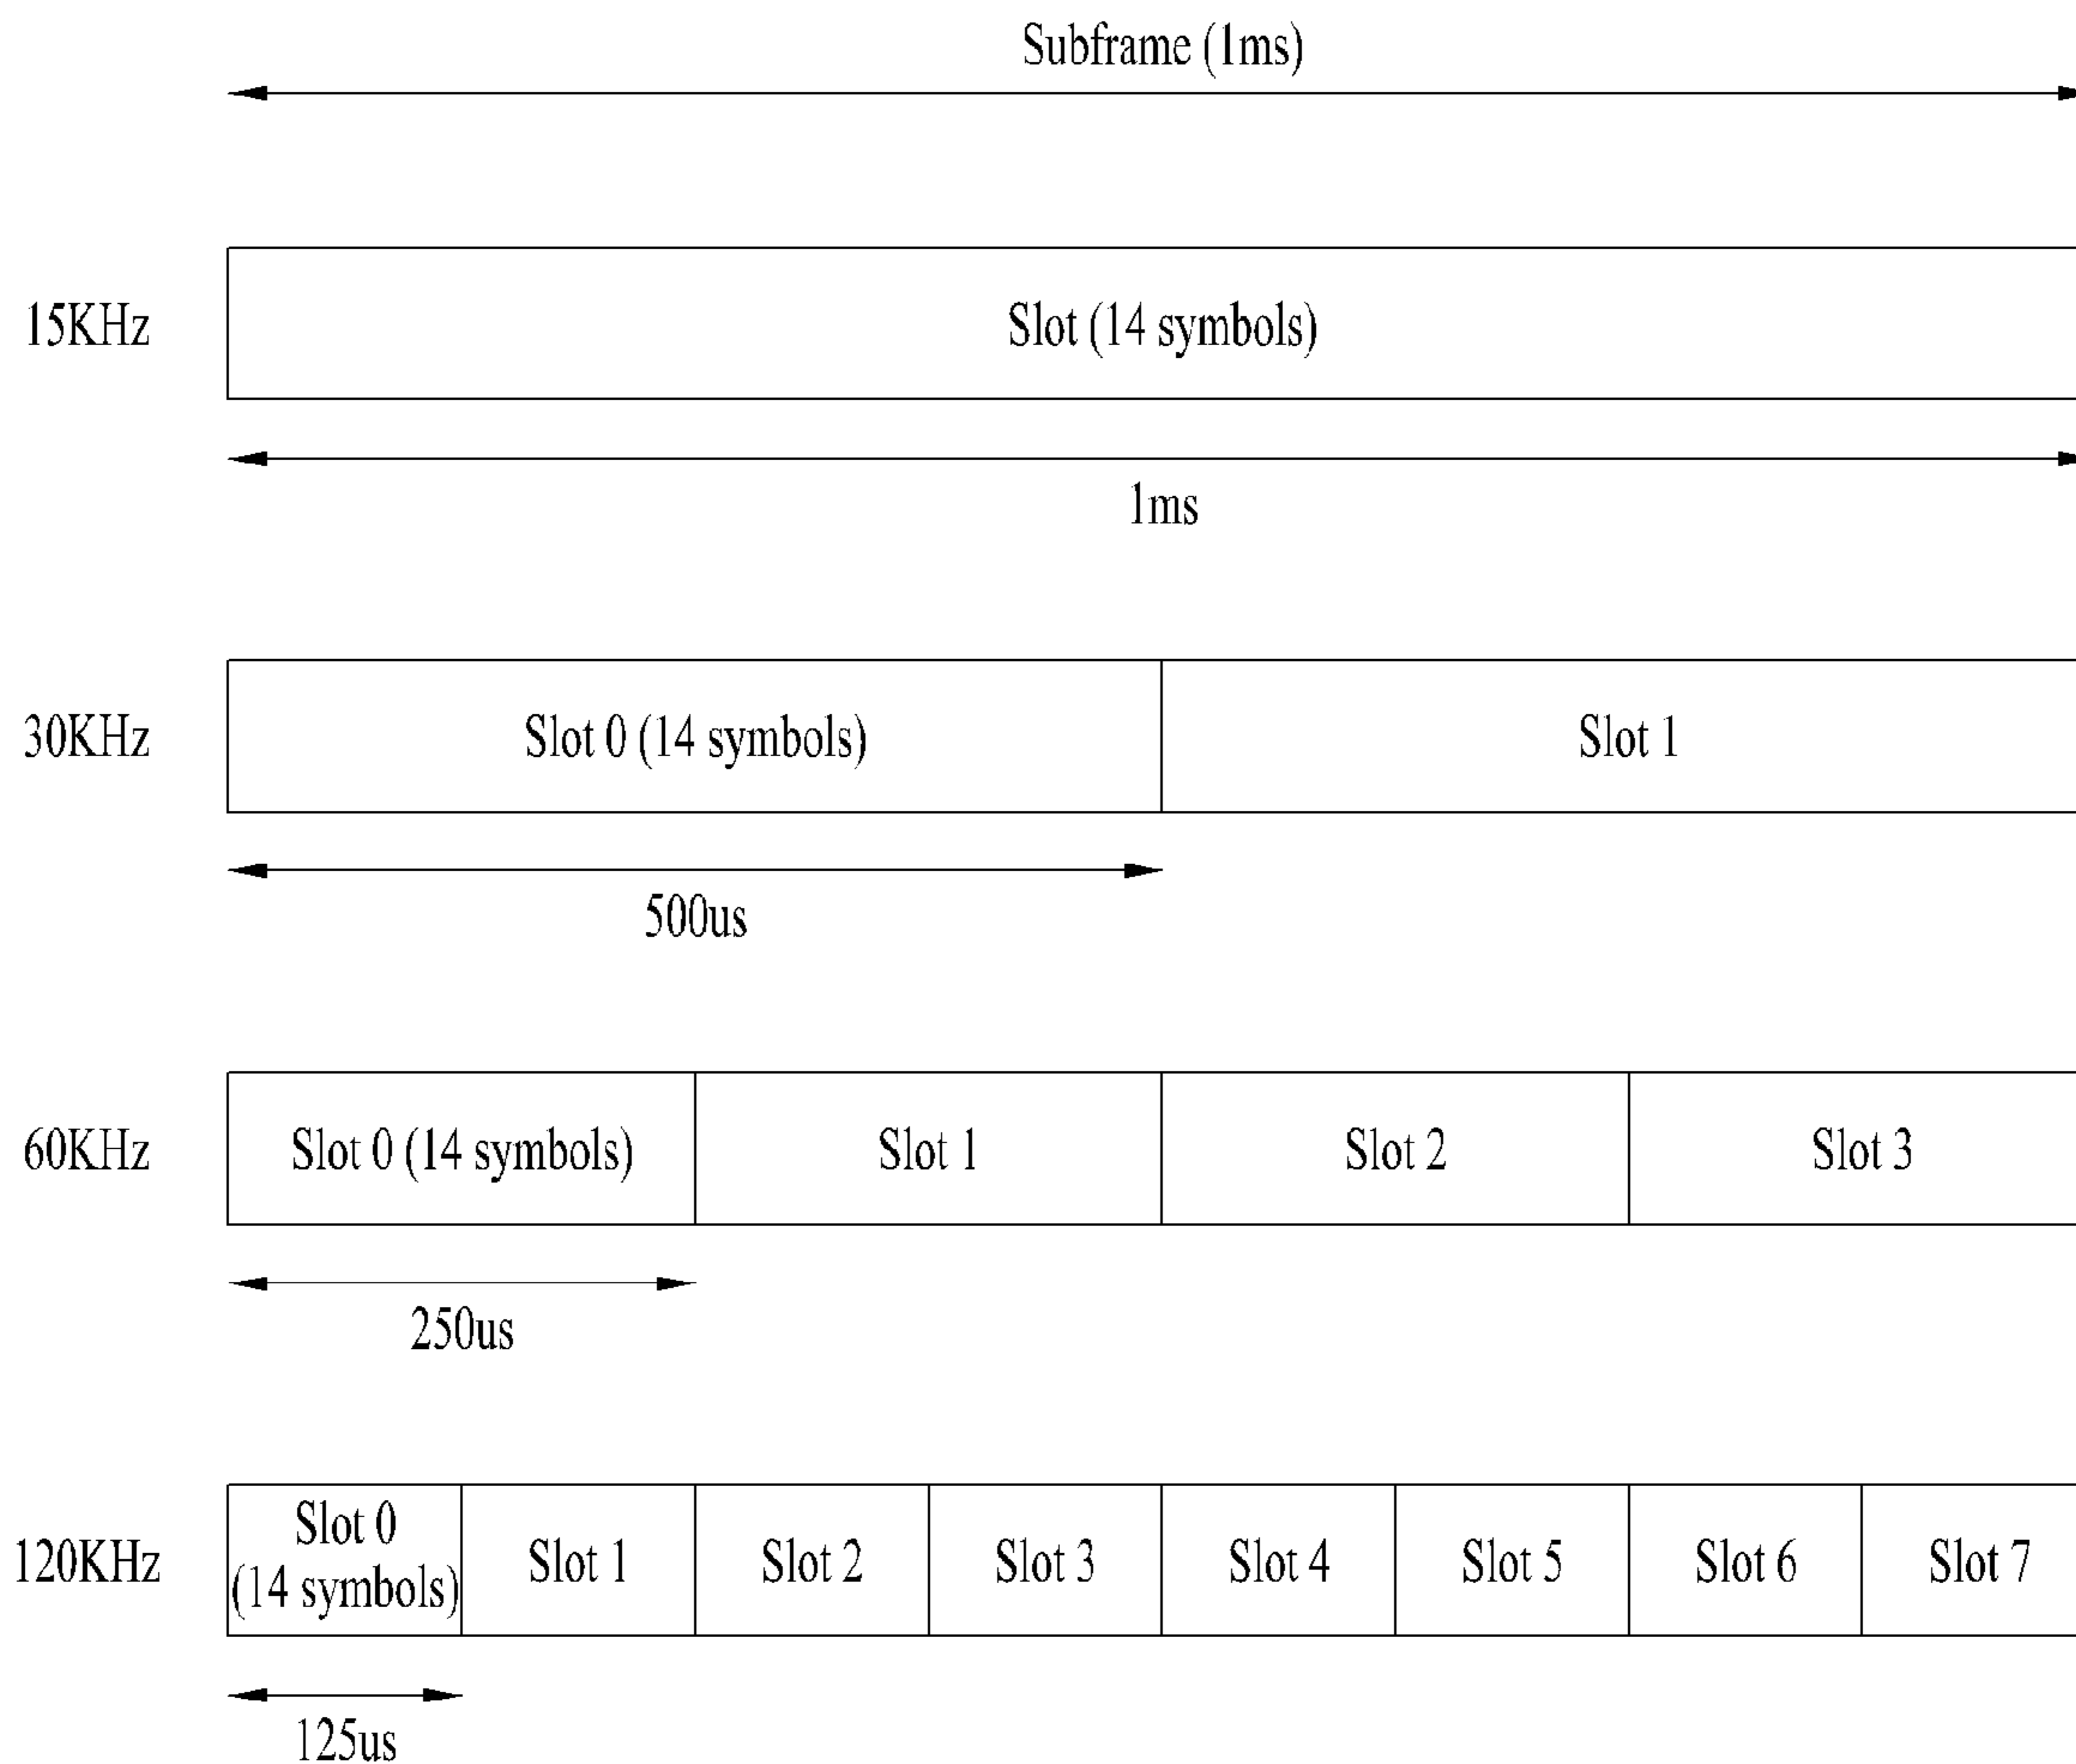 Subframe (1ms)
15KHz
Slot (14 symbols)
1ms
30KHz
Slot 0 (14 symbols)
Slot 1
500us
60KHz
Slot 0 (14 symbols)
Slot 1
Slot 2
Slot 3
250us
120KHz
Slot 0
(14 symbols)
Slot 1
Slot 2
Slot 3
Slot 4
Slot 5
Slot 6
Slot 7
125us